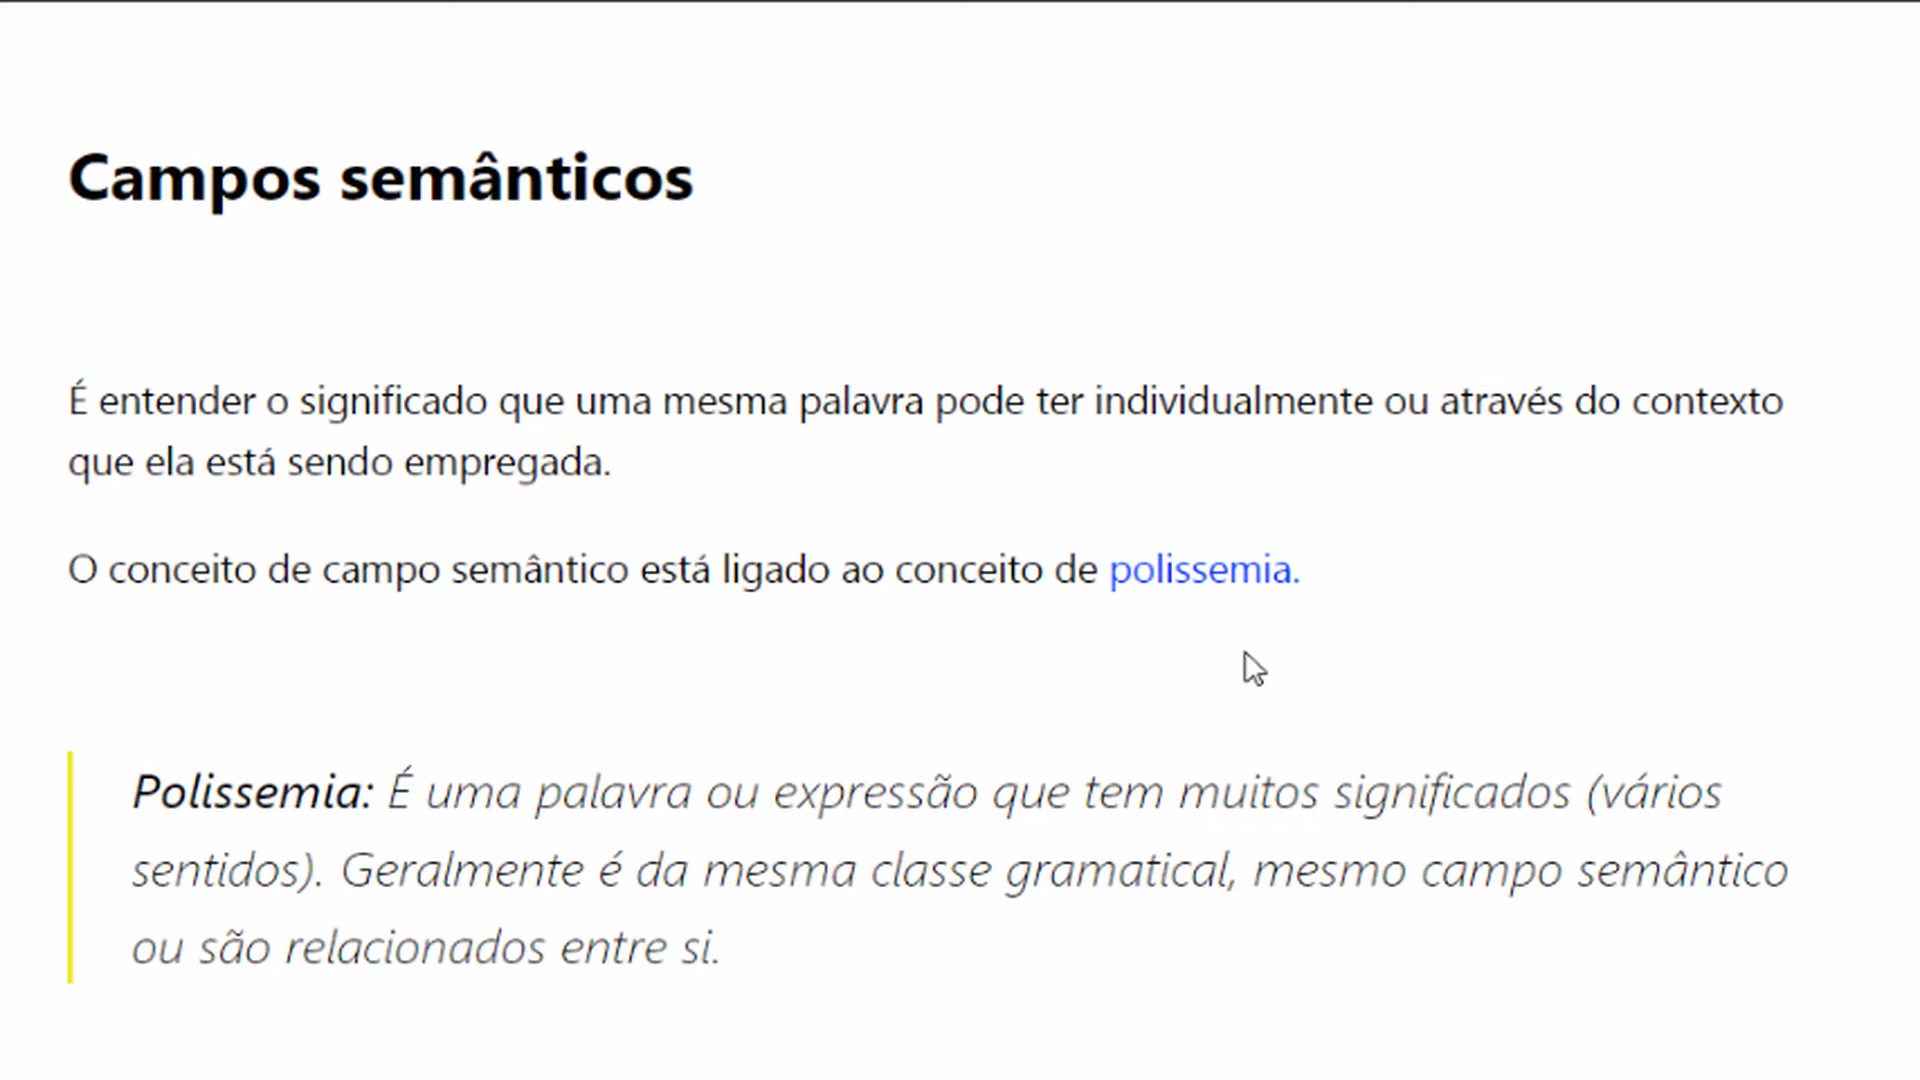 Campos semânticos
É entender o significado que uma mesma palavra pode ter individualmente ou através do contexto
que ela está sendo empregada.
O conceito de campo semântico está ligado ao conceito de polissemia.
Polissemia: É uma palavra ou expressão que tem muitos significados (vários
sentidos). Geralmente é da mesma classe gramatical, mesmo campo semântico
ou são relacionados entre si.